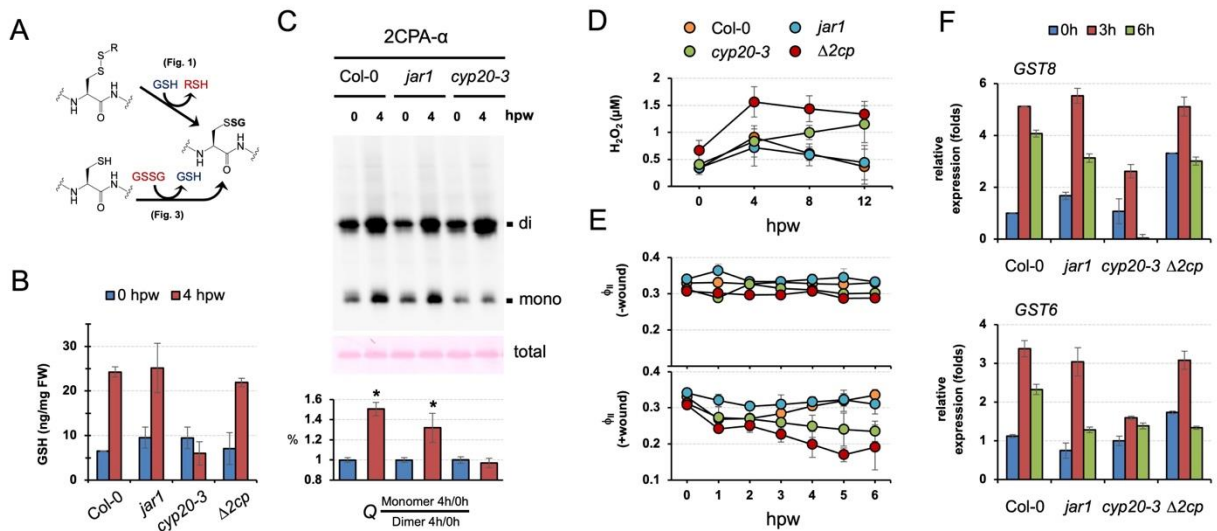 A
R
S
S
(Fig. 1)
GSH RSH
H
N
N
H
O
SSG
H
N
N
H
O
SH
H
N
N
H
O
GSSG GSH
(Fig. 3)
B
0 hpw 4 hpw
GSH (ng/mg FW)
30
20
10
0
Col-0 jar1 cyp20-3 Δ2cp
C
2CPA-α
Col-0 jar1 cyp20-3
0 4 0 4 0 4 hpw
di
mono
total
%
1.6
1.4
1.2
1
0.8
* *
Q Monomer 4h/0h
Dimer 4h/0h
D
Col-0 jar1
cyp20-3 Δ2cp
H2O2 (µM)
2
1.5
1
0.5
0
0 4 8 12
hpw
E
ϕII
(-wound)
0.4
0.3
0.2
0.1
ϕII
(+wound)
0.4
0.3
0.2
0.1
0 1 2 3 4 5 6
hpw
F
0h 3h 6h
GST8
relative
expression (folds)
6
4
2
0
Col-0 jar1 cyp20-3 Δ2cp
GST6
relative
expression (folds)
4
3
2
1
0
Col-0 jar1 cyp20-3 Δ2cp